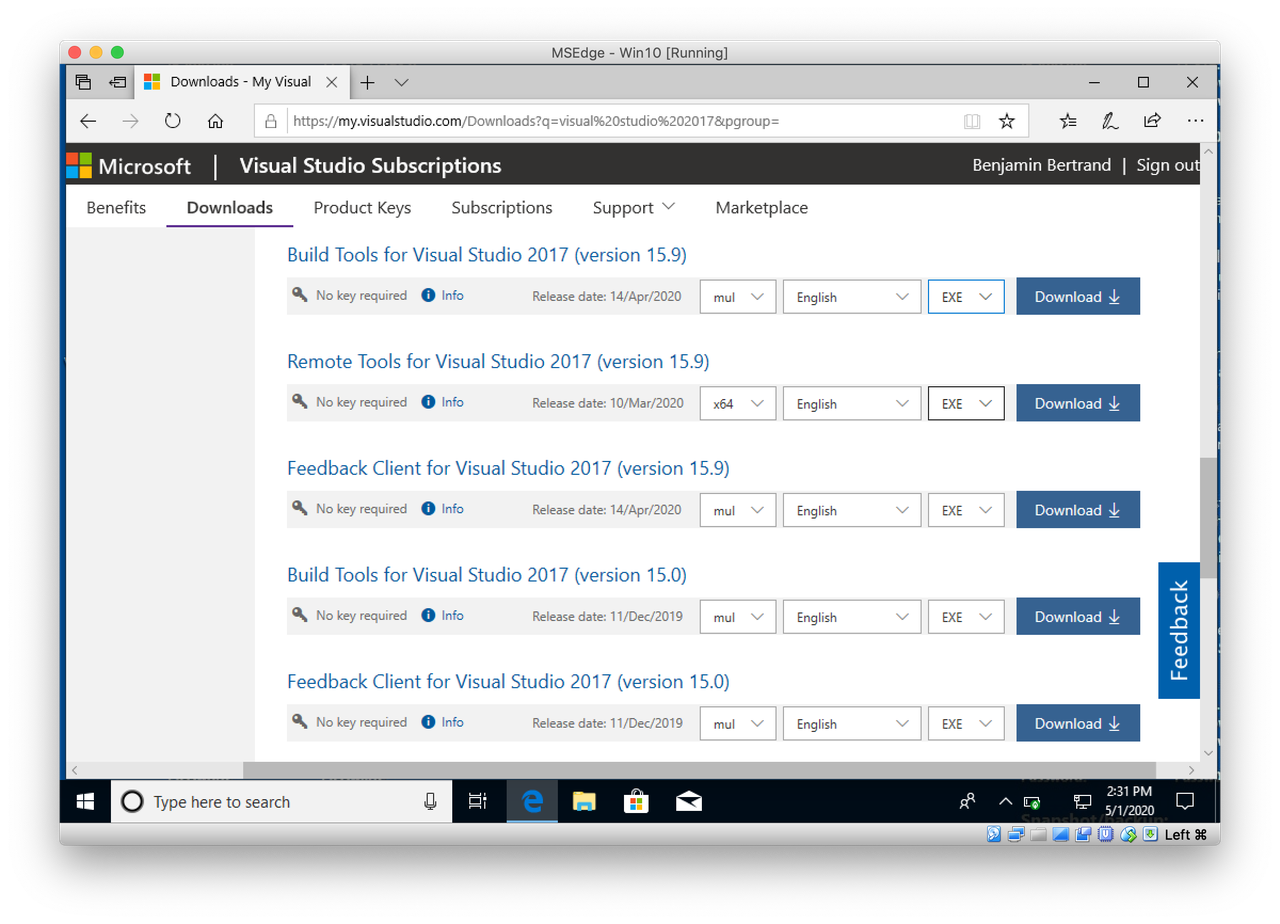 MSEdge - Win10 [Running]
Downloads - My Visual
https://my.visualstudio.com/Downloads?q=visual%20studio%202017&pgroup=
Microsoft | Visual Studio Subscriptions Benjamin Bertrand | Sign out
Benefits Downloads Product Keys Subscriptions Support Marketplace
Build Tools for Visual Studio 2017 (version 15.9)
No key required Info Release date: 14/Apr/2020 mul English EXE Download
Remote Tools for Visual Studio 2017 (version 15.9)
No key required Info Release date: 10/Mar/2020 x64 English EXE Download
Feedback Client for Visual Studio 2017 (version 15.9)
No key required Info Release date: 14/Apr/2020 mul English EXE Download
Build Tools for Visual Studio 2017 (version 15.0)
No key required Info Release date: 11/Dec/2019 mul English EXE Download
Feedback Client for Visual Studio 2017 (version 15.0)
No key required Info Release date: 11/Dec/2019 mul English EXE Download
Feedback
Type here to search
2:31 PM
5/1/2020
Snapshot/backup:
Left ⌘